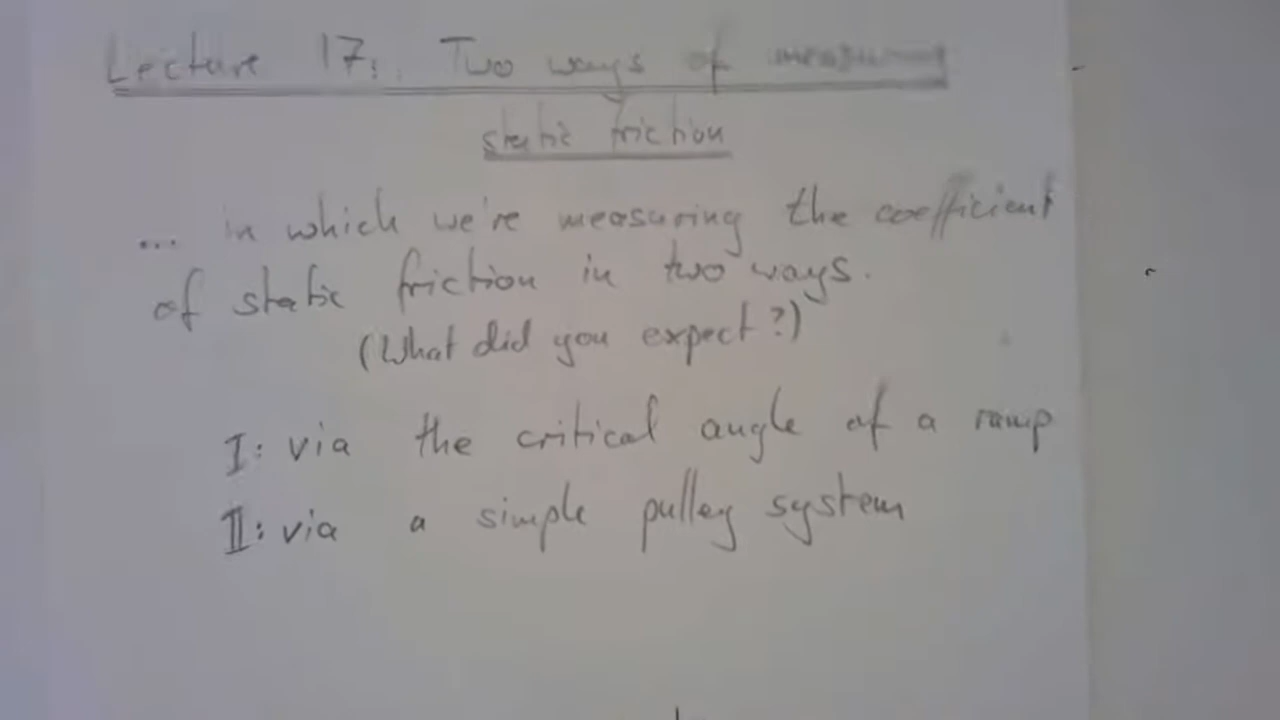 Lecture 17: Two ways of measuring
static friction
... in which we're measuring the coefficient
of static friction in two ways.
(What did you expect?)
I: via the critical angle of a ramp
II: via a simple pulley system